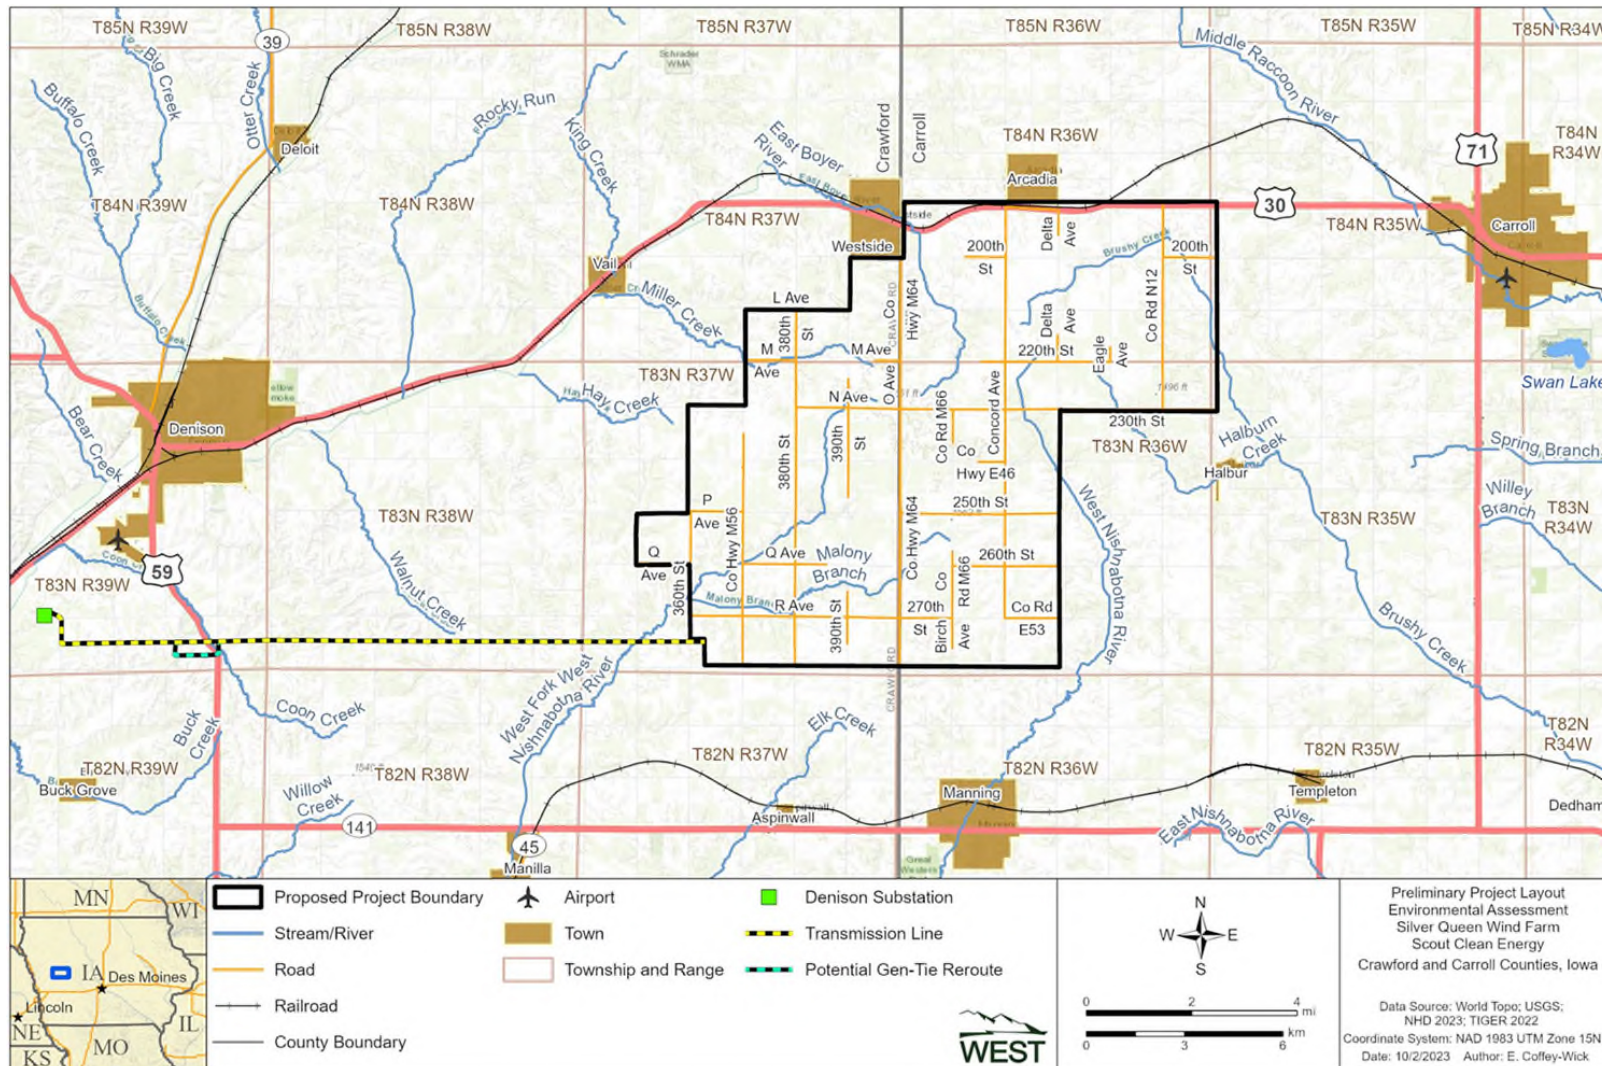 T85N R39W
T85N R38W
T85N R37W
T85N R36W
T85N R35W
T85N R34W
39
Big Creek
Otter Creek
Buffalo Creek
Schrader
WMA
Middle Raccoon River
Rocky Run
King Creek
East Boyer
River
Crawford
Carroll
T84N R36W
71
T84N
R34W
Deloit
Arcadia
T84N R39W
T84N R38W
T84N R37W
30
T84N R35W
Carroll
Westside
200th
St
Delta
Ave
Brushy Creek
200th
St
Vail
Miller Creek
L Ave
380th
St
Co
Hwy M64
Delta
Ave
Co Rd N12
Buffalo Creek
M
Ave
M Ave
220th St
Eagle
Ave
T83N R37W
Swan Lake
Hay Creek
N Ave
O Ave
1496 ft
230th St
Bear Creek
Denison
380th St
390th
St
Co Rd M66
Concord Ave
Co
Hwy E46
T83N R36W
Halburn
Creek
Halbur
Spring Branch
Willey
Branch
T83N R38W
P
Ave
250th St
T83N R35W
T83N
R34W
59
T83N R39W
Walnut Creek
Q
Ave
360th St
Co Hwy M56
Q Ave
Malony
Branch
Co Hwy M64
260th St
West Nishnabotna River
R Ave
390th St
270th
St
Birch
Ave
Co
Rd M66
Co Rd
E53
Brushy Creek
CRAWFORD
West Fork West
Nishnabotna River
Coon Creek
Buck
Creek
Elk Creek
T82N R39W
T82N R38W
T82N R37W
T82N R36W
T82N R35W
T82N
R34W
Buck Grove
Willow
Creek
Manning
Templeton
Aspinwall
Dedham
141
45
East Nishnabotna River
Manilla
MN
WI
IA
Des Moines
Lincoln
NE
IL
KS
MO
Proposed Project Boundary
Stream/River
Road
Railroad
County Boundary
Airport
Town
Township and Range
Denison Substation
Transmission Line
Potential Gen-Tie Reroute
WEST
N
W E
S
0 2 4
mi
km
0 3 6
Preliminary Project Layout
Environmental Assessment
Silver Queen Wind Farm
Scout Clean Energy
Crawford and Carroll Counties, Iowa
Data Source: World Topo; USGS;
NHD 2023; TIGER 2022
Coordinate System: NAD 1983 UTM Zone 15N
Date: 10/2/2023 Author: E. Coffey-Wick